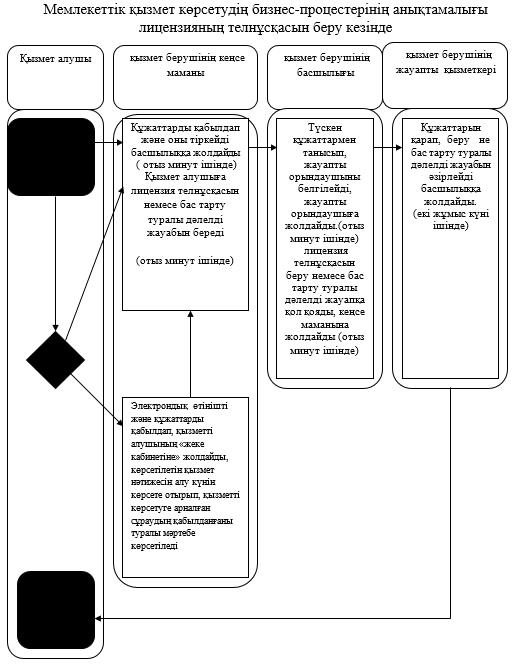 Мемлекеттік қызмет көрсетудің бизнес-процестерінің анықтамалығы
лицензияның телнұсқасын беру кезінде
Қызмет алушы
қызмет берушінің кеңсе
маманы
қызмет берушінің
басшылығы
қызмет берушінің
жауапты қызметкері
Құжаттарды қабылдап
және оны тіркейді
басшылыққа жолдайды
( отыз минут ішінде)
Қызмет алушыға
лицензия телнұсқасын
немесе бас тарту
туралы дәлелді
жауабын береді
(отыз минут ішінде)
Түскен
құжаттармен
танысып,
жауапты
орындаушыны
белгілейді,
жауапты
орындаушыға
жолдайды.(отыз
минут ішінде)
лицензия
телнұсқасын
беру немесе бас
тарту туралы
дәлелді жауапқа
қол қояды, кеңсе
маманына
жолдайды (отыз
минут ішінде)
Құжаттарын
қарап, беру не
бас тарту туралы
дәлелді жауабын
әзірлейді
басшылыққа
жолдайды.
(екі жұмыс күні
ішінде)
Электрондық өтінішті
және құжаттарды
қабылдап, қызметті
алушының «жеке
кабинетіне» жолдайды,
көрсетілетін қызмет
нәтижесін алу күнін
көрсете отырып, қызметті
көрсетуге арналған
сұраудың қабылданғаны
туралы мәртебе
көрсетіледі